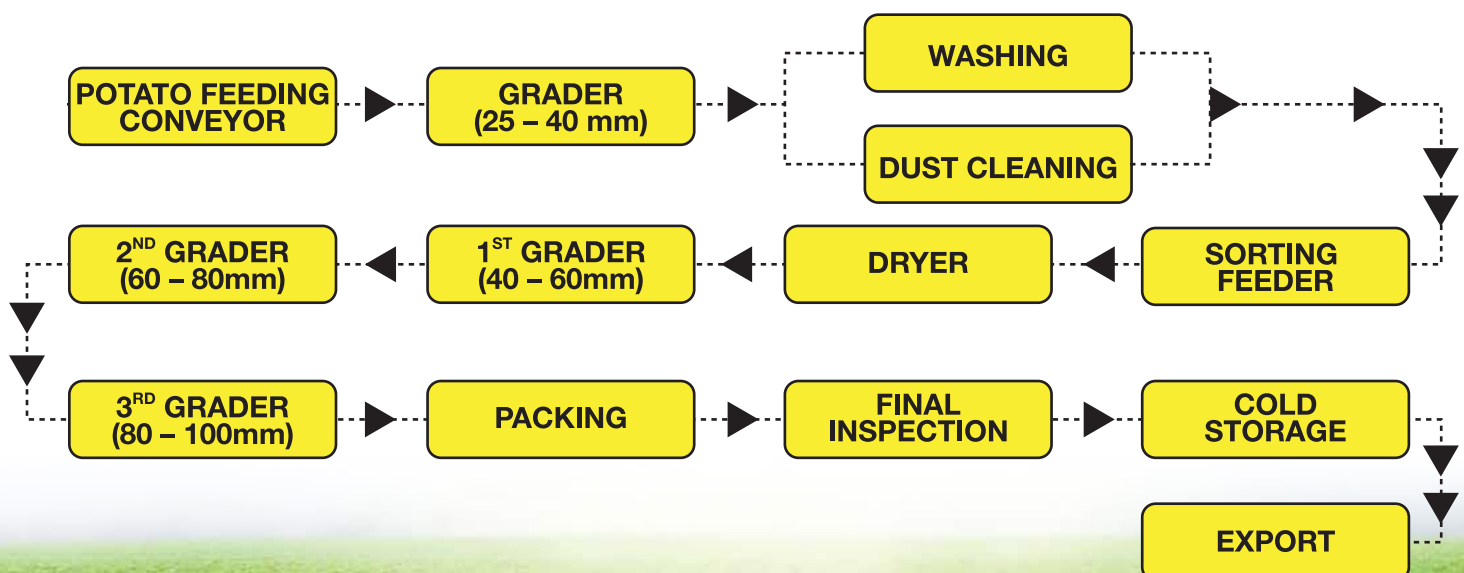 POTATO FEEDING
CONVEYOR
GRADER
(25 – 40 mm)
WASHING
DUST CLEANING
2ND GRADER
(60 – 80mm)
1ST GRADER
(40 – 60mm)
DRYER
SORTING
FEEDER
3RD GRADER
(80 – 100mm)
PACKING
FINAL
INSPECTION
COLD
STORAGE
EXPORT